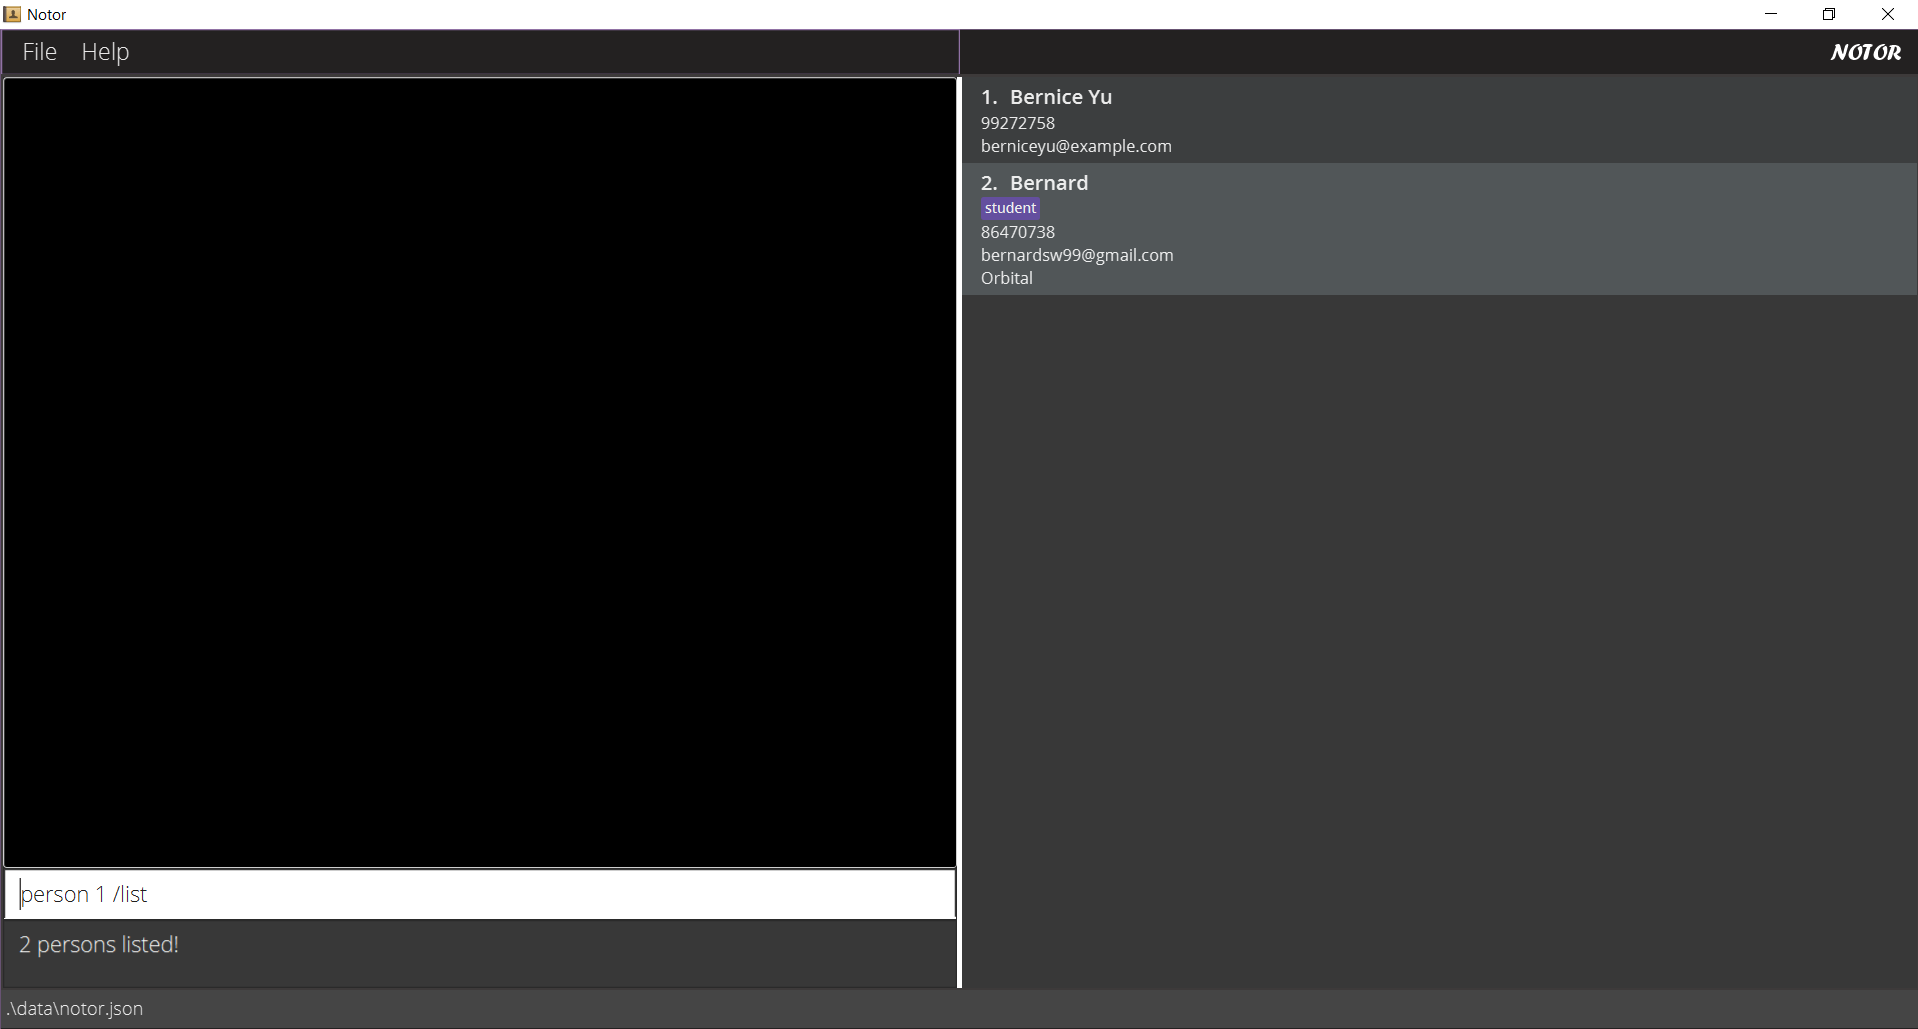 Notor
File Help
NOTOR
1. Bernice Yu
99272758
berniceyu@example.com
2. Bernard
student
86470738
bernardsw99@gmail.com
Orbital
person 1 /list
2 persons listed!
.\data\notor.json